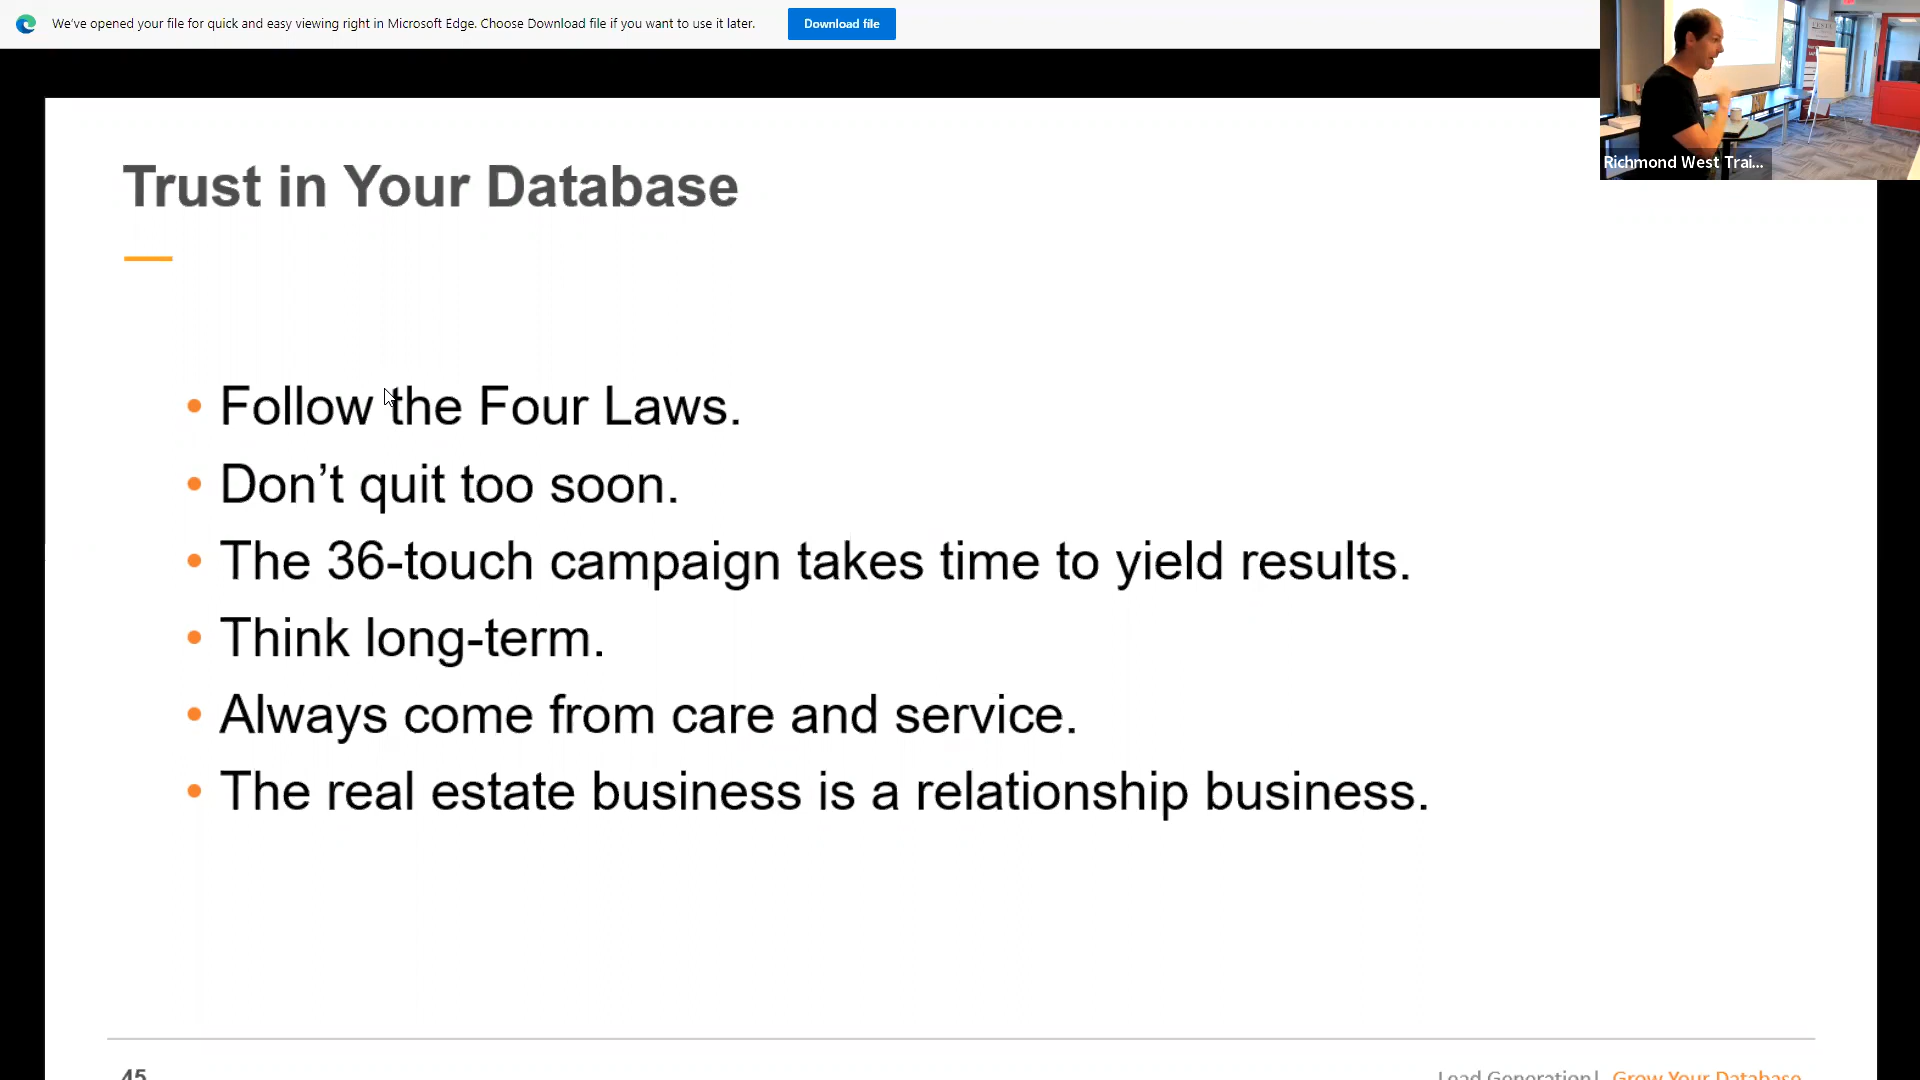 We've opened your file for quick and easy viewing right in Microsoft Edge. Choose Download file if you want to use it later.
Download file
Richmond West Trai...
Trust in Your Database
• Follow the Four Laws.
• Don’t quit too soon.
• The 36-touch campaign takes time to yield results.
• Think long-term.
• Always come from care and service.
• The real estate business is a relationship business.
45
Lead Generation| Grow Your Database